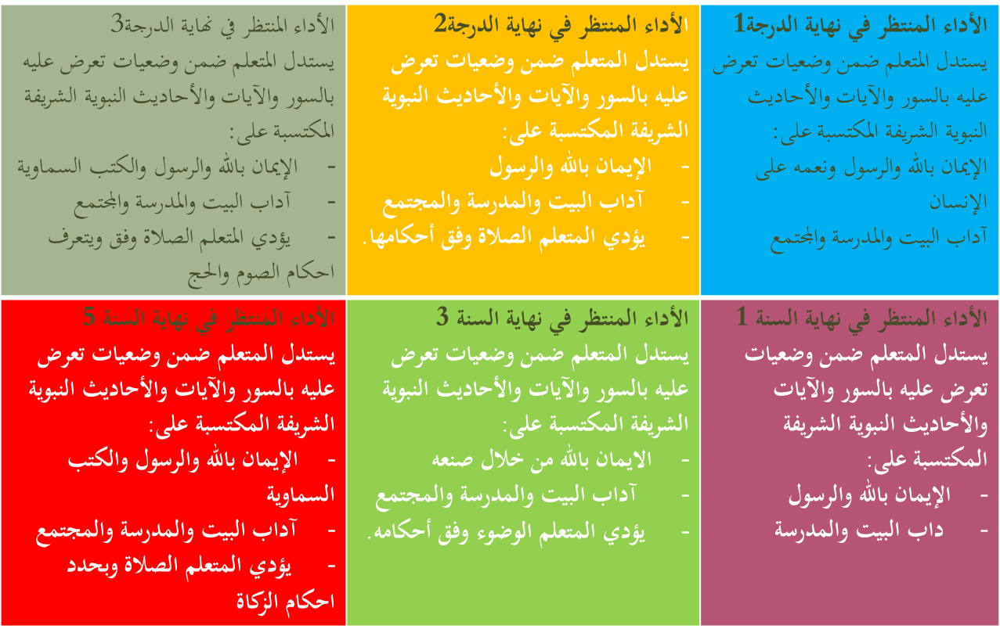 الأداء المنتظر في نهاية الدرجة1
يستدل المتعلم ضمن وضعيات تعرض
عليه بالسور والآيات والأحاديث
النبوية الشريفة المكتسبة على:
الإيمان بالله والرسول ونعمه على
الإنسان
آداب البيت والمدرسة والمجتمع
الأداء المنتظر في نهاية الدرجة2
يستدل المتعلم ضمن وضعيات تعرض
عليه بالسور والآيات والأحاديث النبوية
الشريفة المكتسبة على:
- الإيمان بالله والرسول
- آداب البيت والمدرسة والمجتمع
- يؤدي المتعلم الصلاة وفق أحكامها.
الأداء المنتظر في نهاية الدرجة3
يستدل المتعلم ضمن وضعيات تعرض عليه
بالسور والآيات والأحاديث النبوية الشريفة
المكتسبة على:
- الإيمان بالله والرسول والكتب السماوية
- آداب البيت والمدرسة والمجتمع
- يؤدي المتعلم الصلاة وفق ويتعرف
احكام الصوم والحج
الأداء المنتظر في نهاية السنة 1
يستدل المتعلم ضمن وضعيات
تعرض عليه بالسور والآيات
والأحاديث النبوية الشريفة
المكتسبة على:
- الإيمان بالله والرسول
- داب البيت والمدرسة
الأداء المنتظر في نهاية السنة 3
يستدل المتعلم ضمن وضعيات تعرض
عليه بالسور والآيات والأحاديث النبوية
الشريفة المكتسبة على:
- الايمان بالله من خلال صنعه
- آداب البيت والمدرسة والمجتمع
- يؤدي المتعلم الوضوء وفق أحكامه.
الأداء المنتظر في نهاية السنة 5
يستدل المتعلم ضمن وضعيات تعرض
عليه بالسور والآيات والأحاديث النبوية
الشريفة المكتسبة على:
- الإيمان بالله والرسول والكتب
السماوية
- آداب البيت والمدرسة والمجتمع
- يؤدي المتعلم الصلاة وبحدد
احكام الزكاة